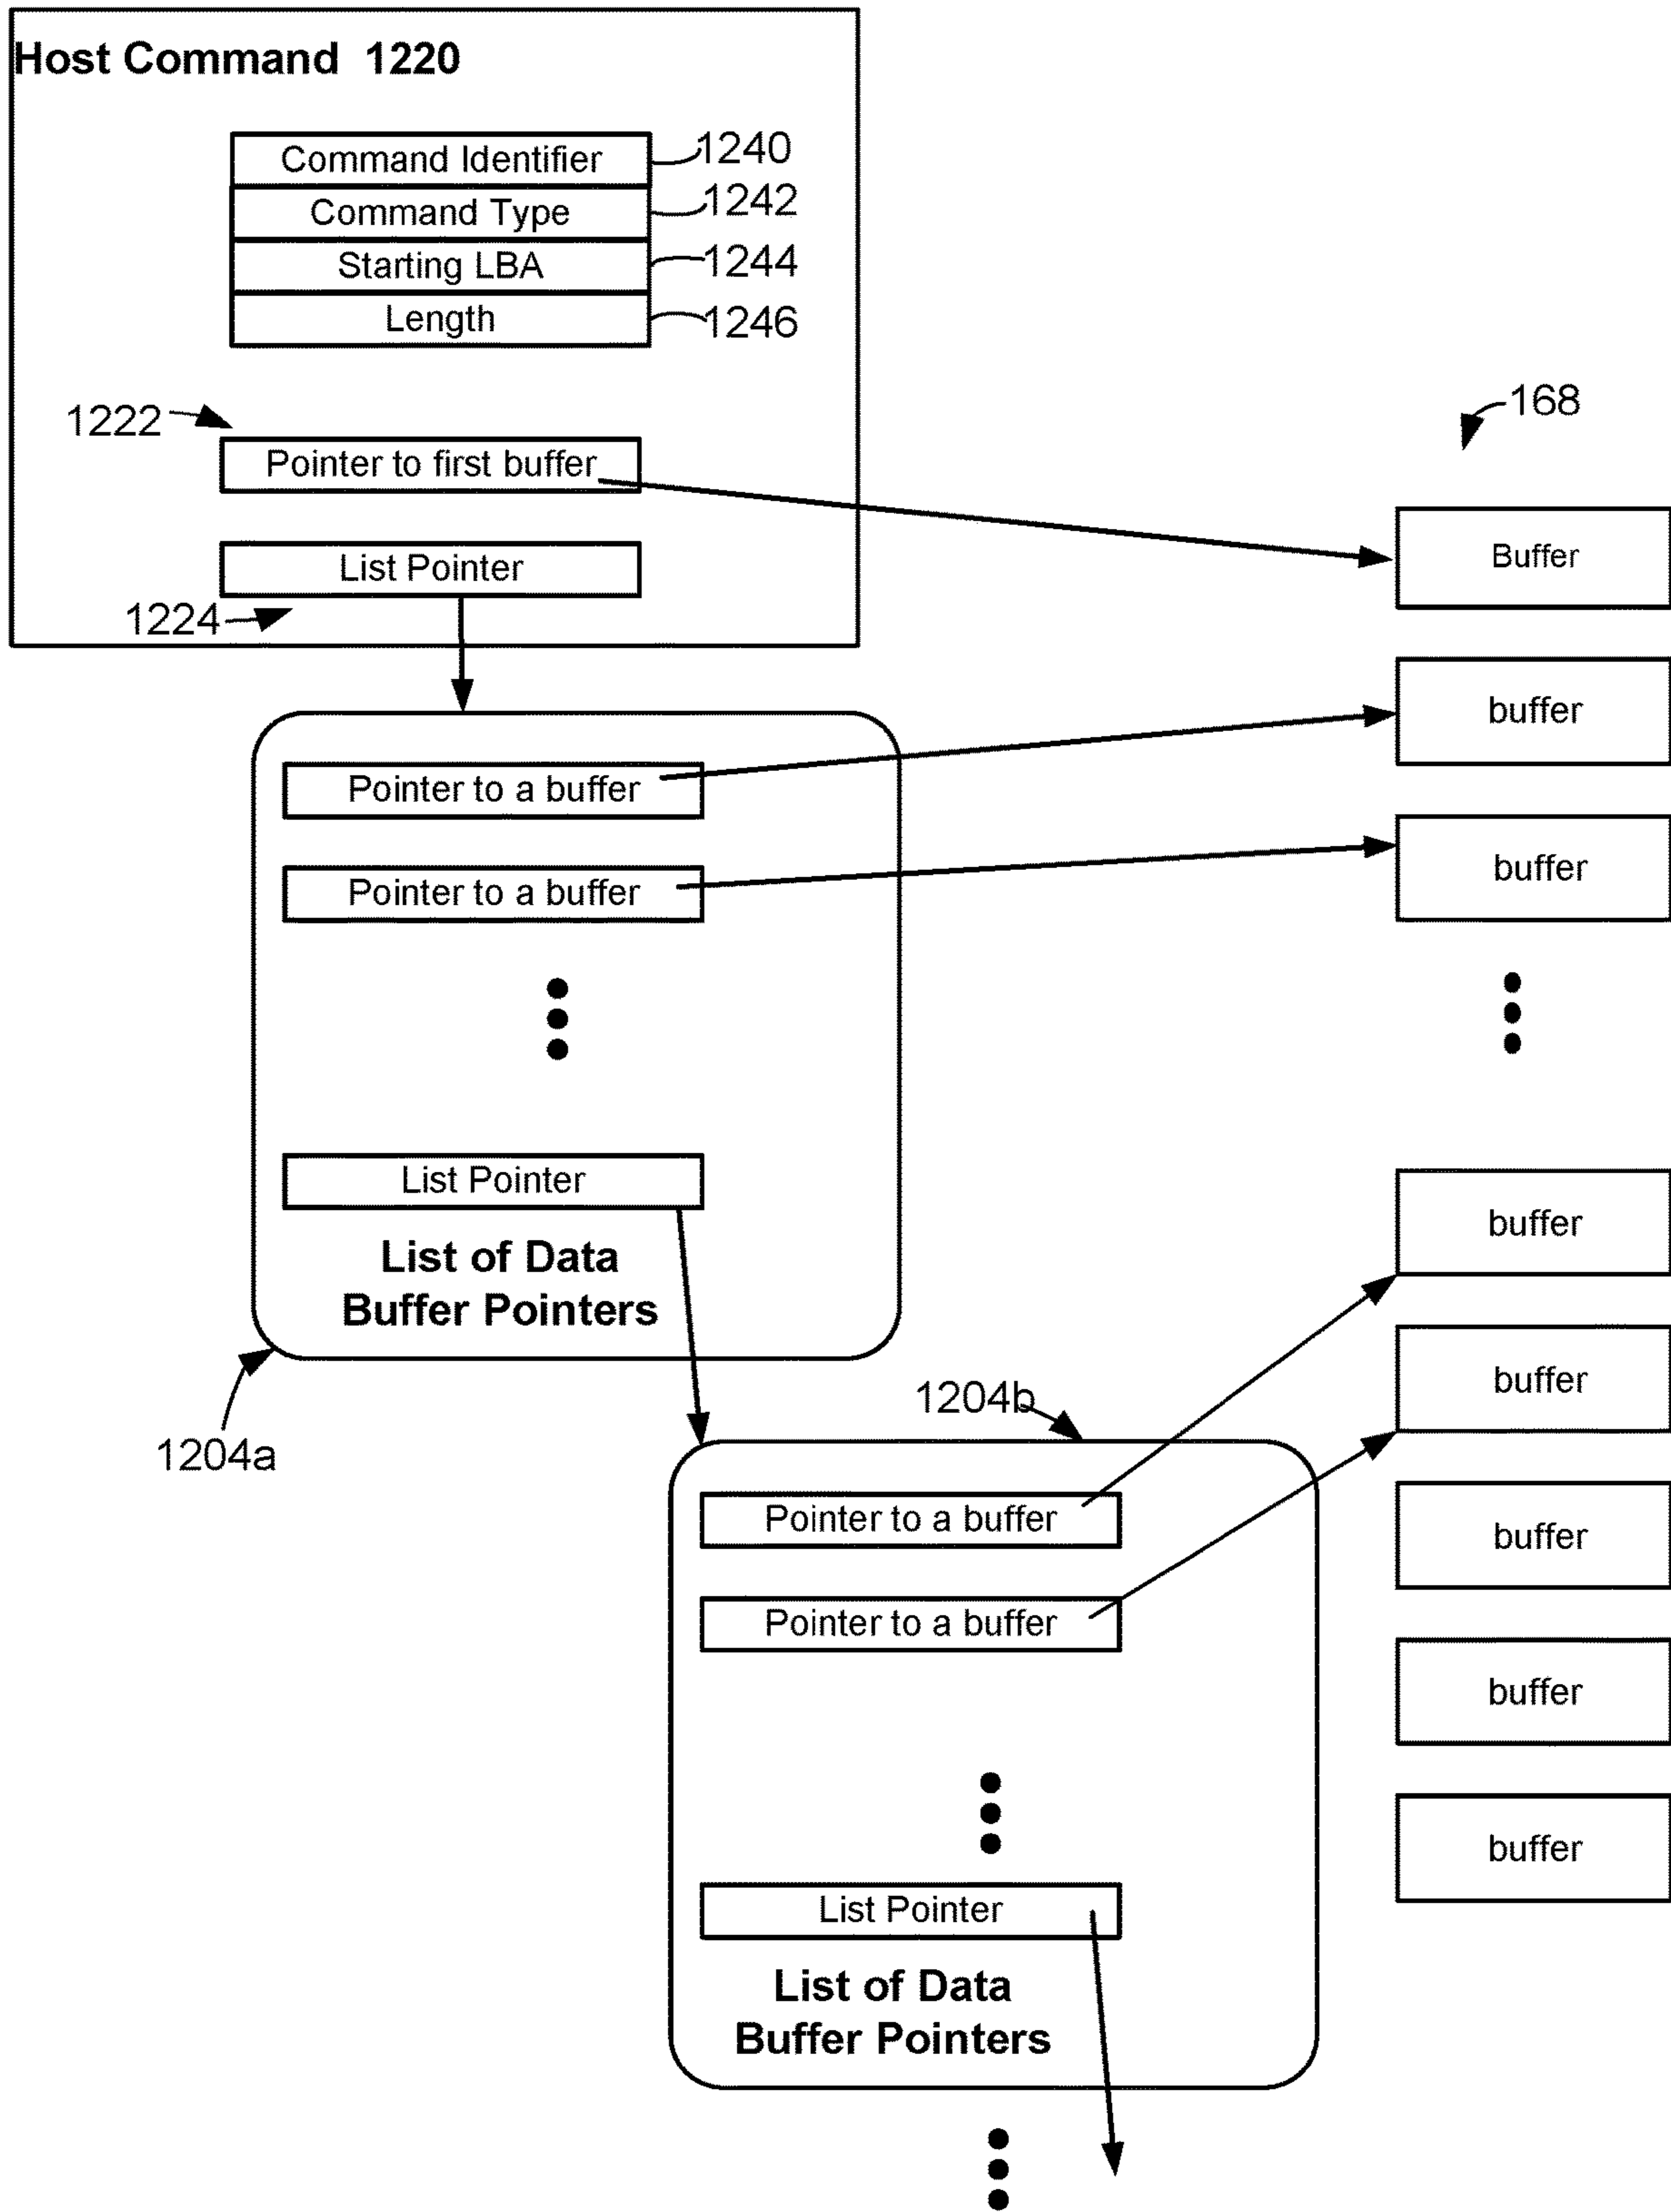 Host Command 1220
Command Identifier
1240
Command Type
1242
Starting LBA
1244
Length
1246
1222
168
Pointer to first buffer
Buffer
List Pointer
1224
buffer
Pointer to a buffer
buffer
Pointer to a buffer
List Pointer
buffer
List of Data
Buffer Pointers
buffer
1204b
1204a
Pointer to a buffer
buffer
Pointer to a buffer
buffer
buffer
List Pointer
List of Data
Buffer Pointers